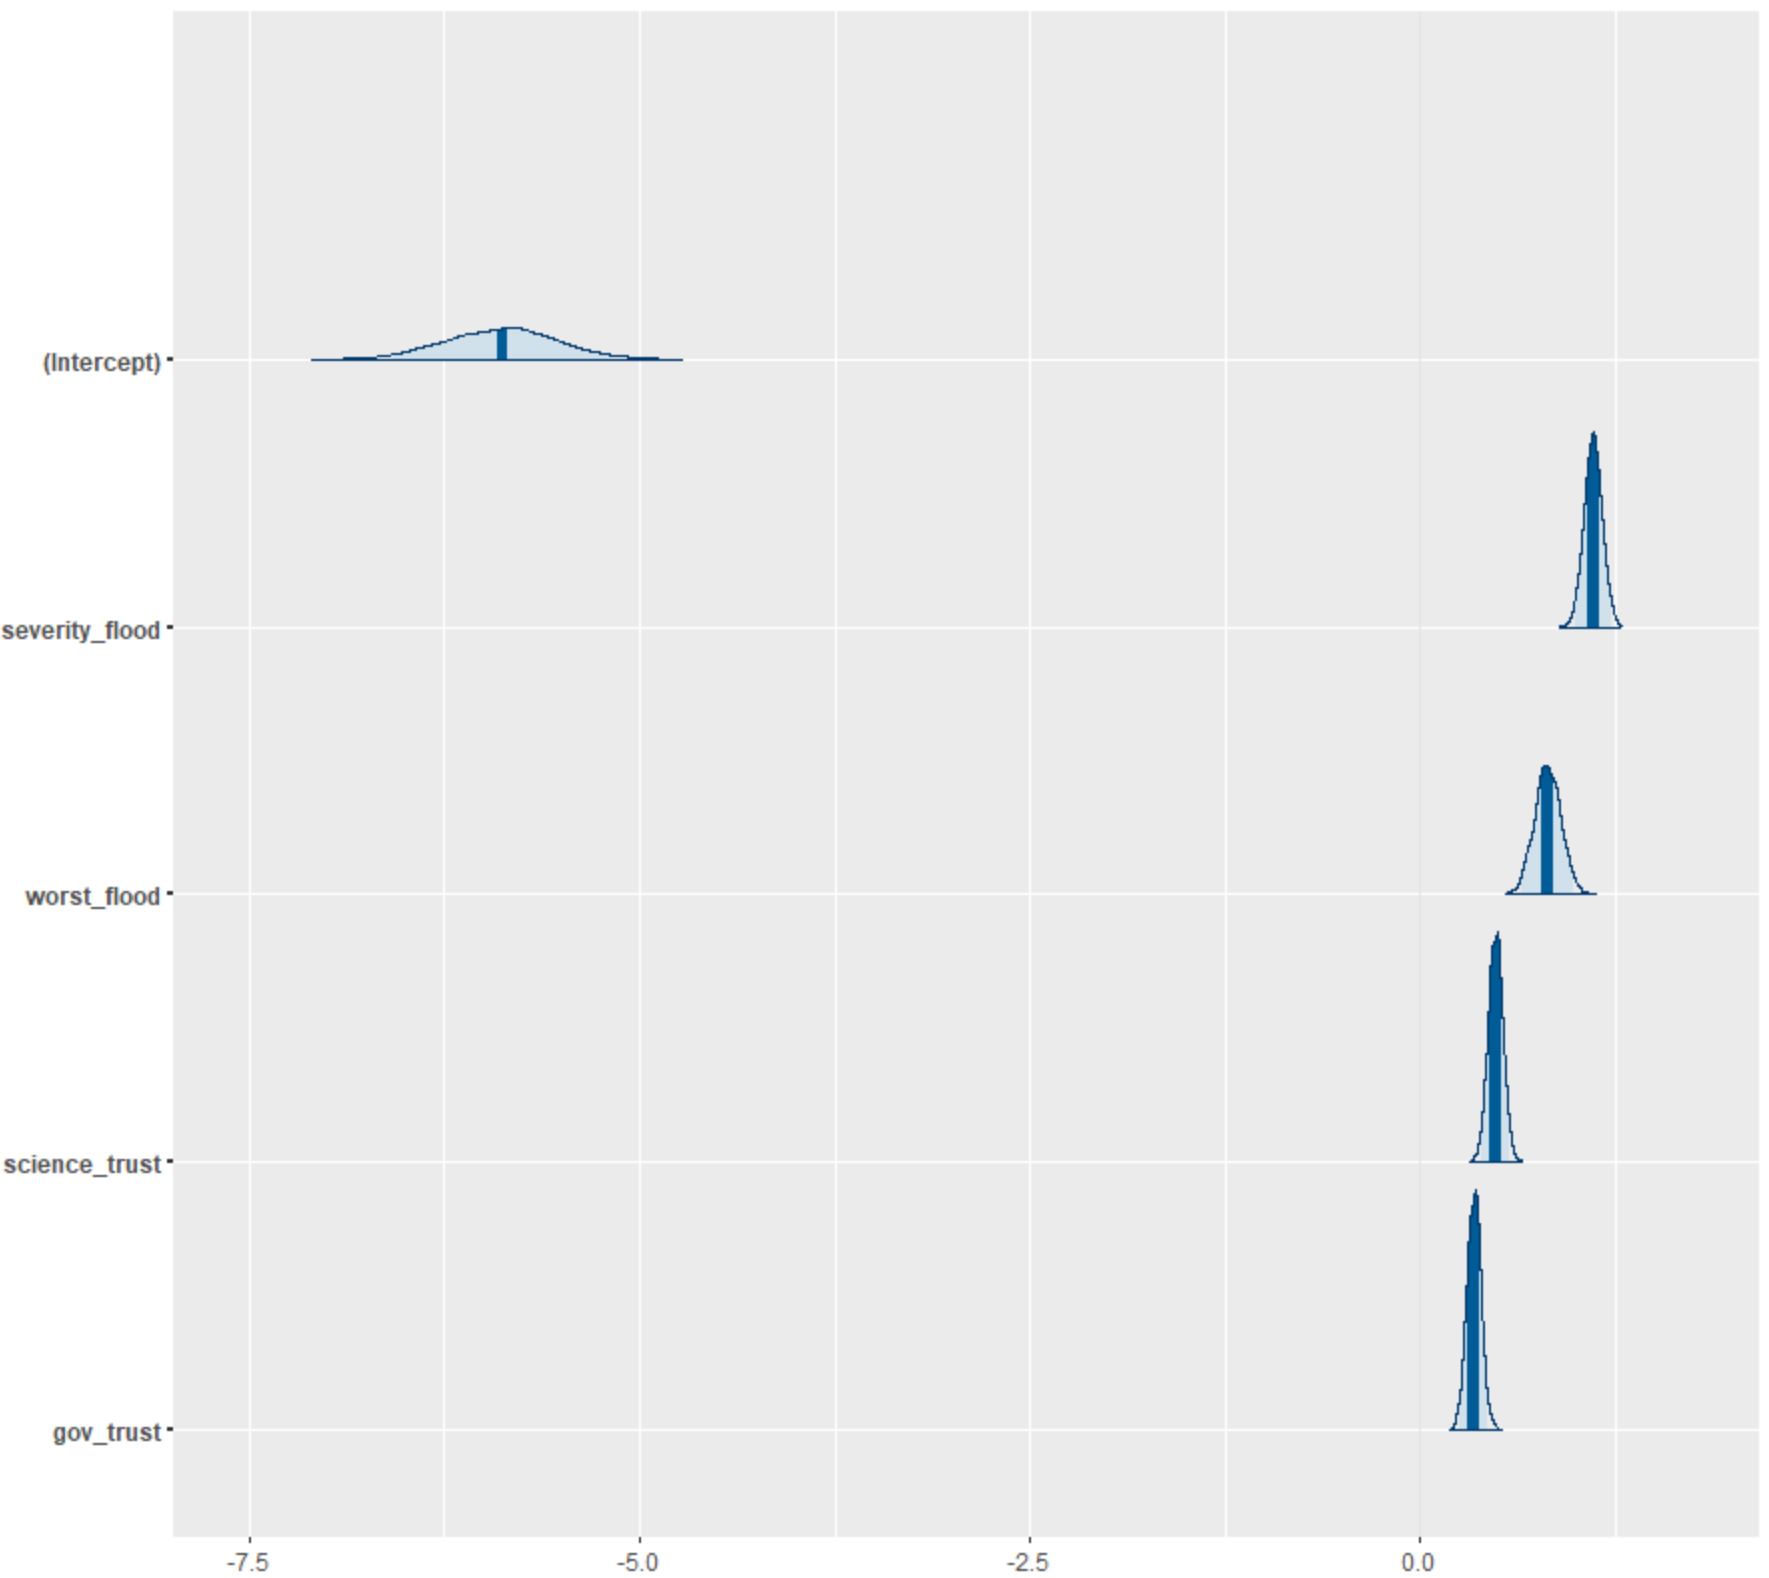 (Intercept)
severity_flood
worst_flood
science_trust
gov_trust
-7.5 -5.0 -2.5 0.0